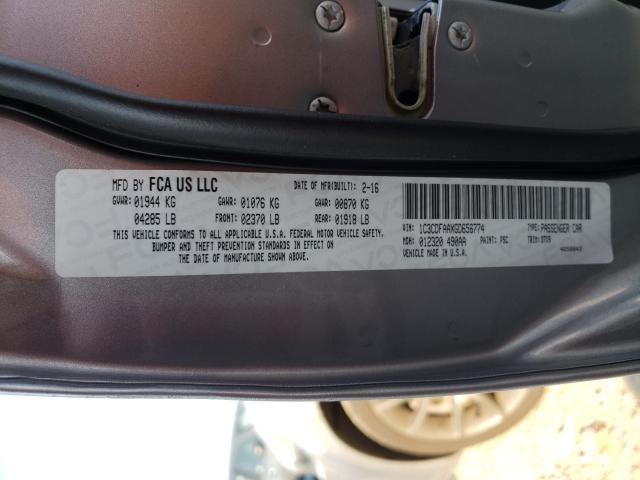 MFD BY FCA US LLC DATE OF MFR(BUILT): 2-16
GVWR: 01944 KG GAWR: 01076 KG GAWR: 00870 KG
04285 LB FRONT: 02370 LB REAR: 01918 LB
THIS VEHICLE CONFORMS TO ALL APPLICABLE U.S.A. FEDERAL MOTOR VEHICLE SAFETY,
BUMPER AND THEFT PREVENTION STANDARDS IN EFFECT ON
THE DATE OF MANUFACTURE SHOWN ABOVE.
VIN: 1C3CDFAAXGD656774 TYPE: PASSENGER CAR
MDH: 012320 490AA PAINT: PSC TRIM: D7X9
VEHICLE MADE IN U.S.A.